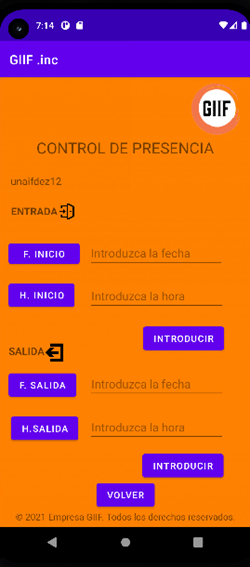 7:14
GIIF .inc
GIIF
CONTROL DE PRESENCIA
unaifdez12
ENTRADA
F. INICIO Introduzca la fecha
H. INICIO Introduzca la hora
INTRODUCIR
SALIDA
F. SALIDA Introduzca la fecha
H.SALIDA Introduzca la hora
INTRODUCIR
VOLVER
© 2021 Empresa GIIF. Todos los derechos reservados